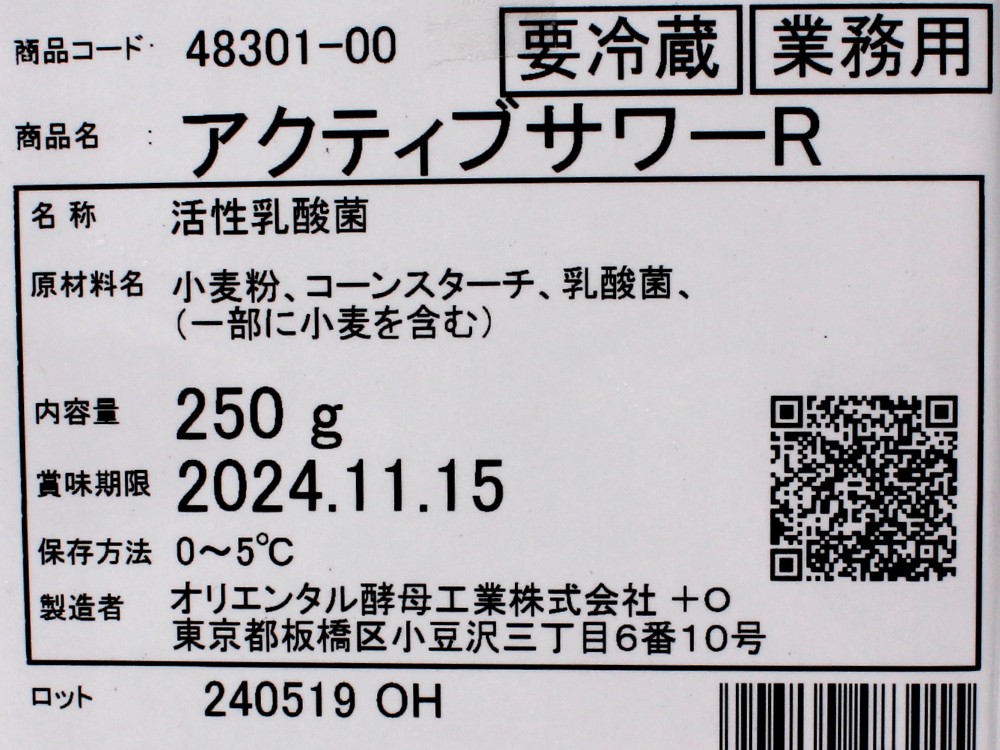 商品コード: 48301-00 要冷蔵 業務用
商品名 : アクティブサワーR
名称 活性乳酸菌
原材料名 小麦粉、コーンスターチ、乳酸菌、
(一部に小麦を含む)
内容量 250 g
賞味期限 2024.11.15
保存方法 0~5℃
製造者 オリエンタル酵母工業株式会社 +O
東京都板橋区小豆沢三丁目6番10号
ロット 240519 OH